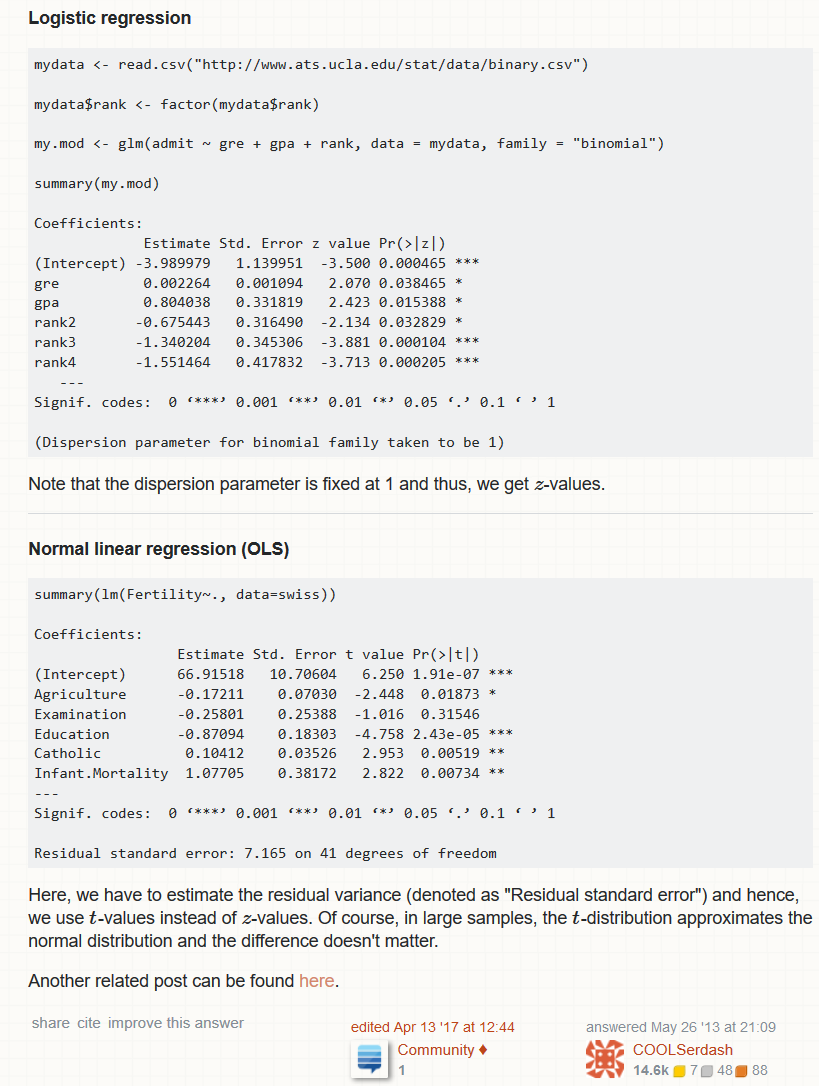 Logistic regression
mydata <- read.csv("http://www.ats.ucla.edu/stat/data/binary.csv")
mydata$rank <- factor(mydata$rank)
my.mod <- glm(admit ~ gre + gpa + rank, data = mydata, family = "binomial")
summary(my.mod)
Coefficients:
Estimate Std. Error z value Pr(>|z|)
(Intercept) -3.989979 1.139951 -3.500 0.000465 ***
gre 0.002264 0.001094 2.070 0.038465 *
gpa 0.804038 0.331819 2.423 0.015388 *
rank2 -0.675443 0.316490 -2.134 0.032829 *
rank3 -1.340204 0.345306 -3.881 0.000104 ***
rank4 -1.551464 0.417832 -3.713 0.000205 ***
---
Signif. codes: 0 ‘***’ 0.001 ‘**’ 0.01 ‘*’ 0.05 ‘.’ 0.1 ‘ ’ 1
(Dispersion parameter for binomial family taken to be 1)
Note that the dispersion parameter is fixed at 1 and thus, we get z-values.
Normal linear regression (OLS)
summary(lm(Fertility~., data=swiss))
Coefficients:
Estimate Std. Error t value Pr(>|t|)
(Intercept) 66.91518 10.70604 6.250 1.91e-07 ***
Agriculture -0.17211 0.07030 -2.448 0.01873 *
Examination -0.25801 0.25388 -1.016 0.31546
Education -0.87094 0.18303 -4.758 2.43e-05 ***
Catholic 0.10412 0.03526 2.953 0.00519 **
Infant.Mortality 1.07705 0.38172 2.822 0.00734 **
---
Signif. codes: 0 ‘***’ 0.001 ‘**’ 0.01 ‘*’ 0.05 ‘.’ 0.1 ‘ ’ 1
Residual standard error: 7.165 on 41 degrees of freedom
Here, we have to estimate the residual variance (denoted as "Residual standard error") and hence,
we use t-values instead of z-values. Of course, in large samples, the t-distribution approximates the
normal distribution and the difference doesn't matter.
Another related post can be found here.
share cite improve this answer
edited Apr 13 '17 at 12:44
Community ♦
1
answered May 26 '13 at 21:09
COOLSerdash
14.6k 7 48 88